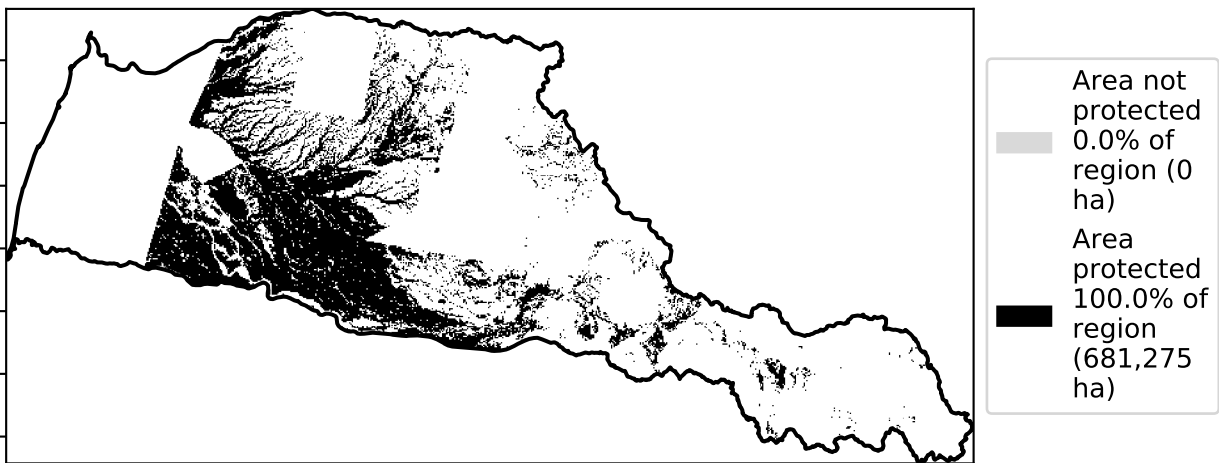 Area not
protected
0.0% of
region (0
ha)
Area
protected
100.0% of
region
(681,275
ha)